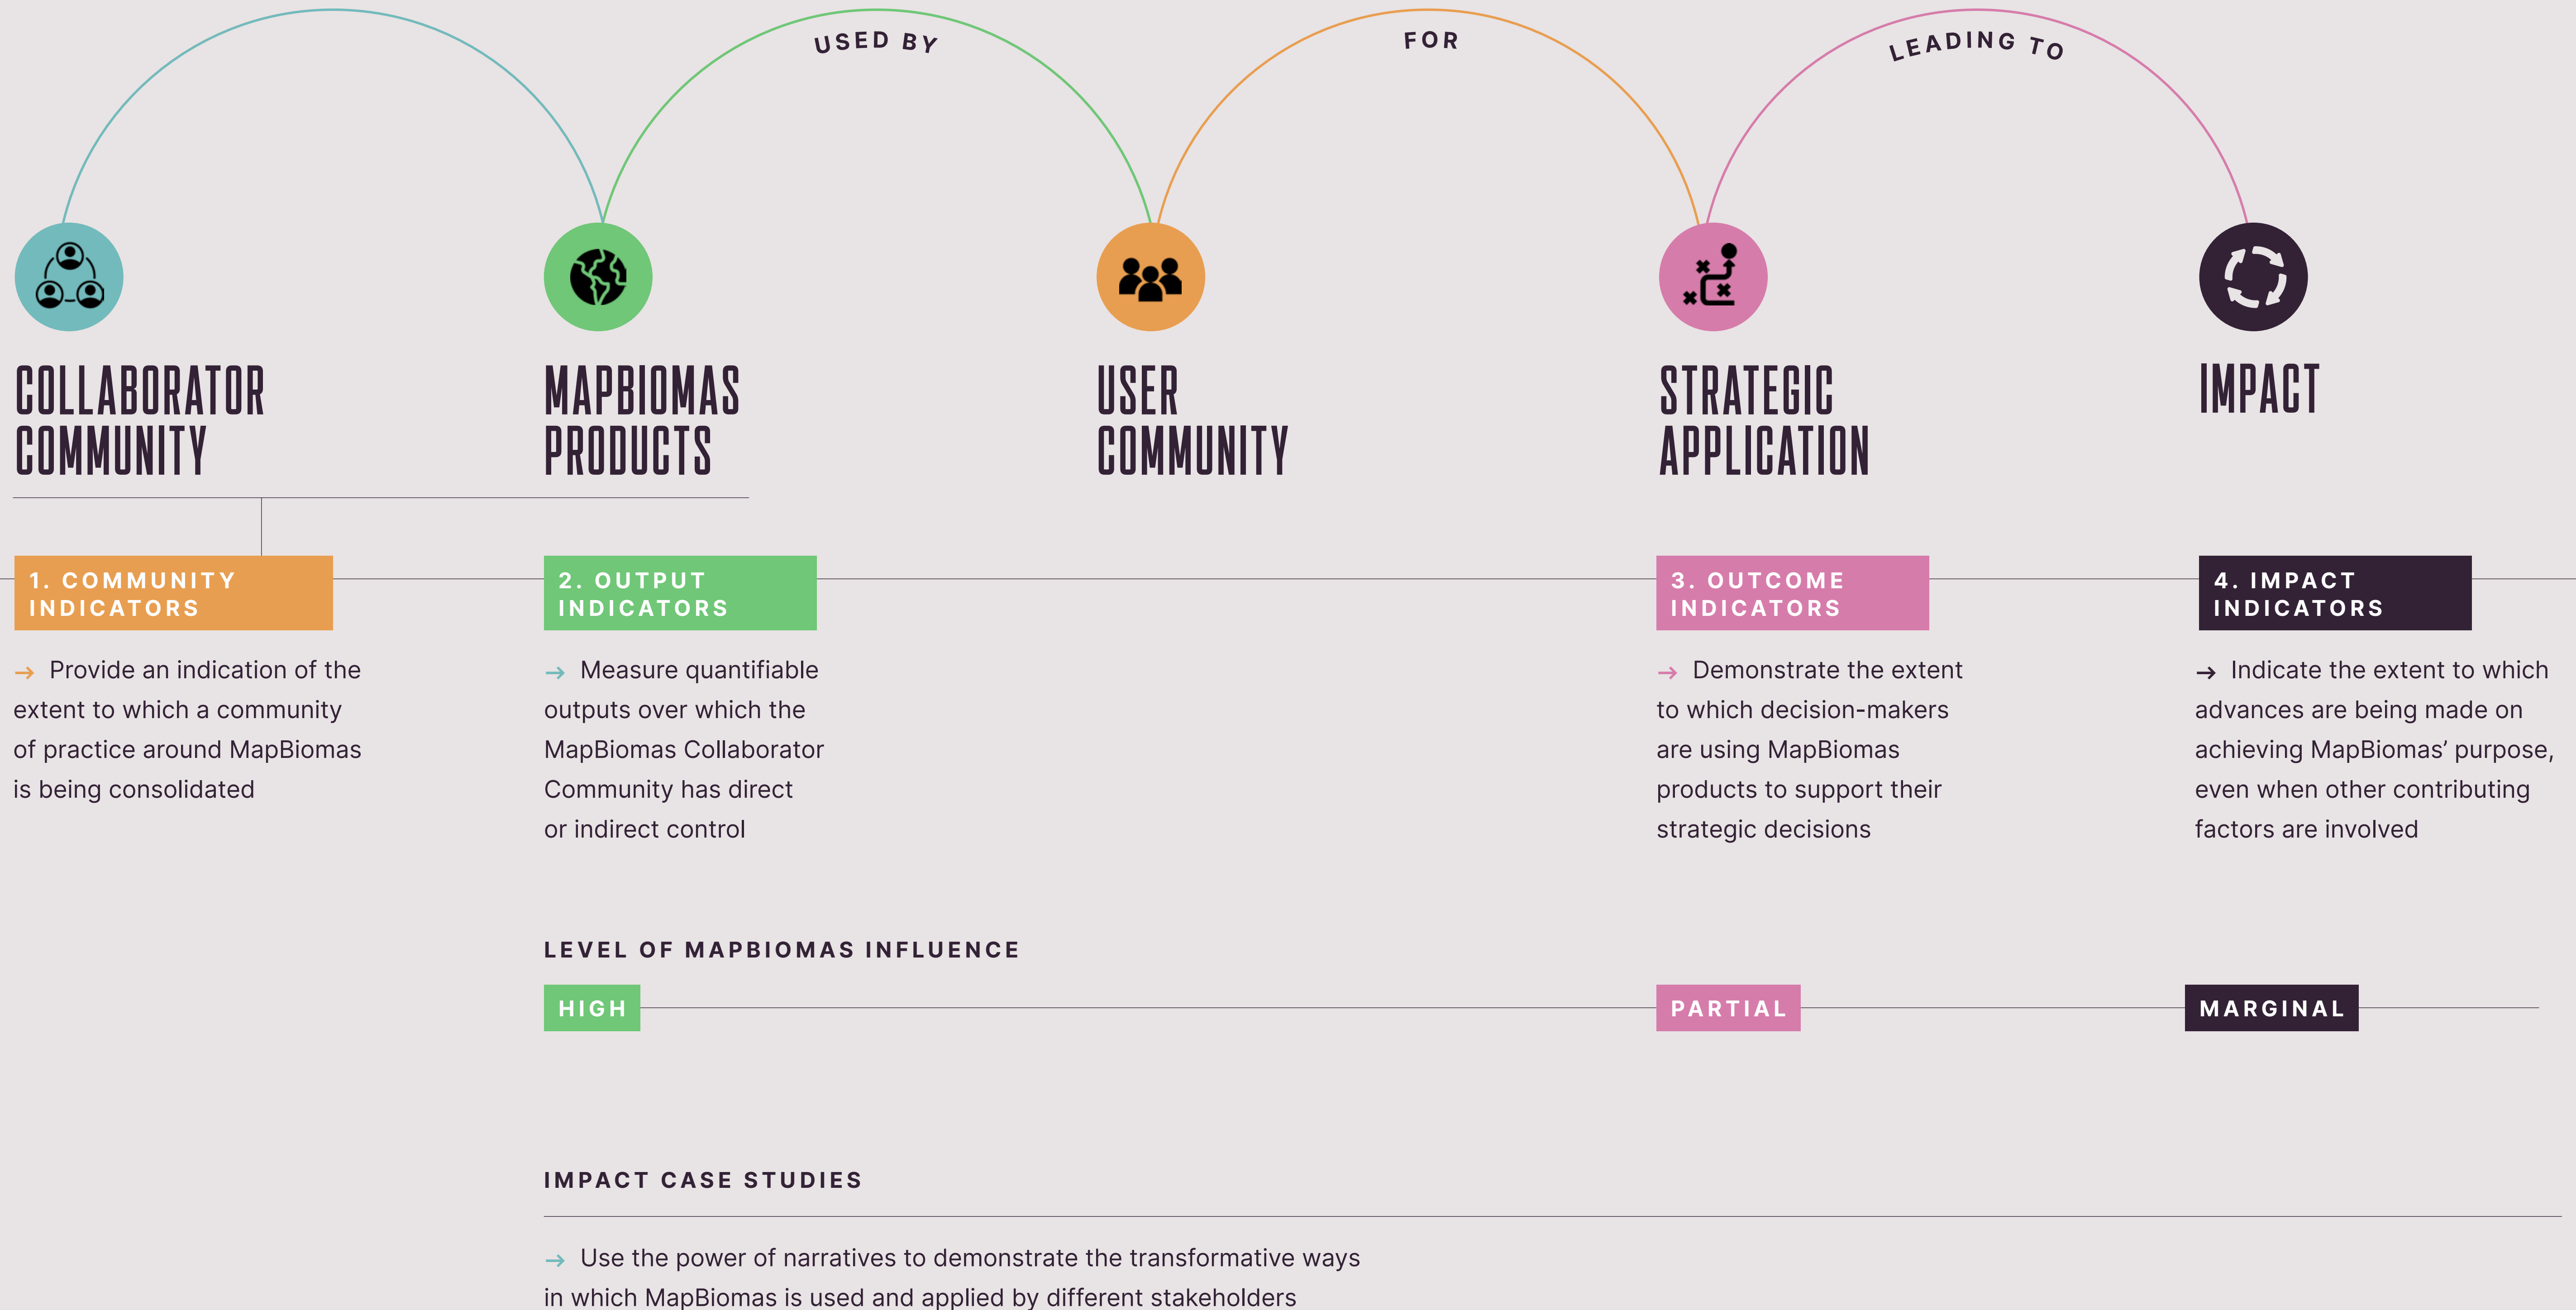 USED BY
FOR
LEADING TO
COLLABORATOR
COMMUNITY
MAPBIOMAS
PRODUCTS
USER
COMMUNITY
STRATEGIC
APPLICATION
IMPACT
1. COMMUNITY
INDICATORS
→ Provide an indication of the
extent to which a community
of practice around MapBiomas
is being consolidated
2. OUTPUT
INDICATORS
→ Measure quantifiable
outputs over which the
MapBiomas Collaborator
Community has direct
or indirect control
3. OUTCOME
INDICATORS
→ Demonstrate the extent
to which decision-makers
are using MapBiomas
products to support their
strategic decisions
4. IMPACT
INDICATORS
→ Indicate the extent to which
advances are being made on
achieving MapBiomas’ purpose,
even when other contributing
factors are involved
LEVEL OF MAPBIOMAS INFLUENCE
HIGH
PARTIAL
MARGINAL
IMPACT CASE STUDIES
→ Use the power of narratives to demonstrate the transformative ways
in which MapBiomas is used and applied by different stakeholders